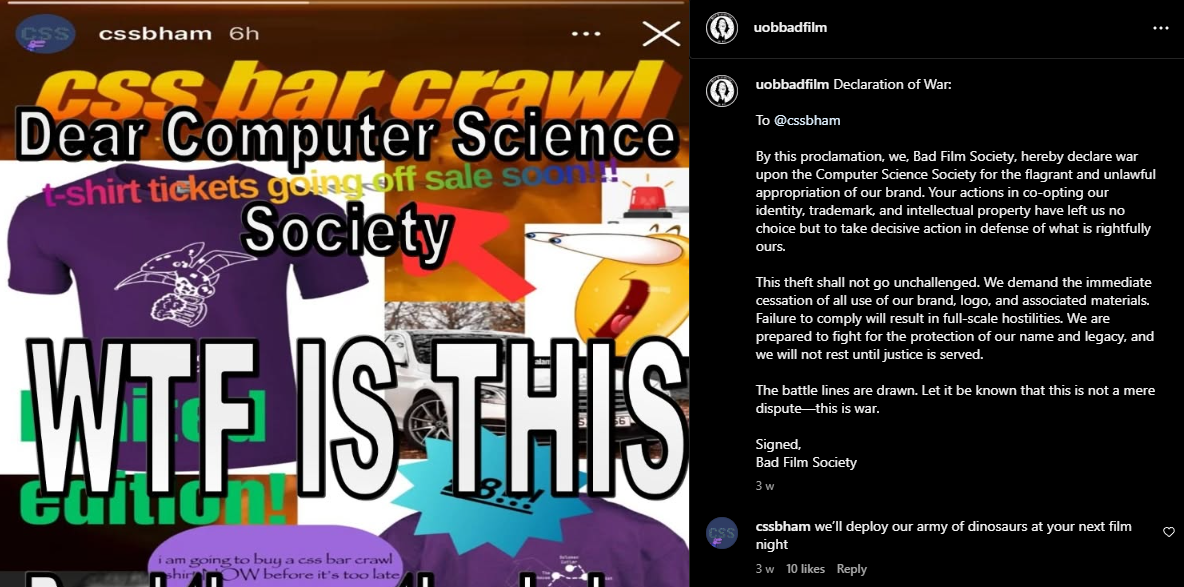 CSS
cssbham 6h
css bar crawl
Dear Computer Science
t-shirt tickets going off sale soon!!!
Society
WTF IS THIS
edition!
i am going to buy a css bar crawl
shirt NOW before it's too late
uobbadfilm
uobbadfilm Declaration of War:
To @cssbham
By this proclamation, we, Bad Film Society, hereby declare war
upon the Computer Science Society for the flagrant and unlawful
appropriation of our brand. Your actions in co-opting our
identity, trademark, and intellectual property have left us no
choice but to take decisive action in defense of what is rightfully
ours.
This theft shall not go unchallenged. We demand the immediate
cessation of all use of our brand, logo, and associated materials.
Failure to comply will result in full-scale hostilities. We are
prepared to fight for the protection of our name and legacy, and
we will not rest until justice is served.
The battle lines are drawn. Let it be known that this is not a mere
dispute—this is war.
Signed,
Bad Film Society
3 w
CSS
cssbham we'll deploy our army of dinosaurs at your next film
night
3 w 10 likes Reply